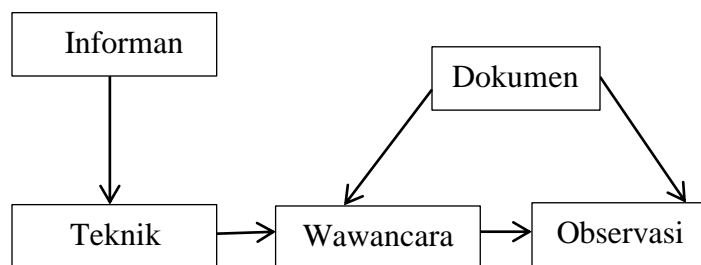 Informan
Dokumen
Teknik
Wawancara
Observasi